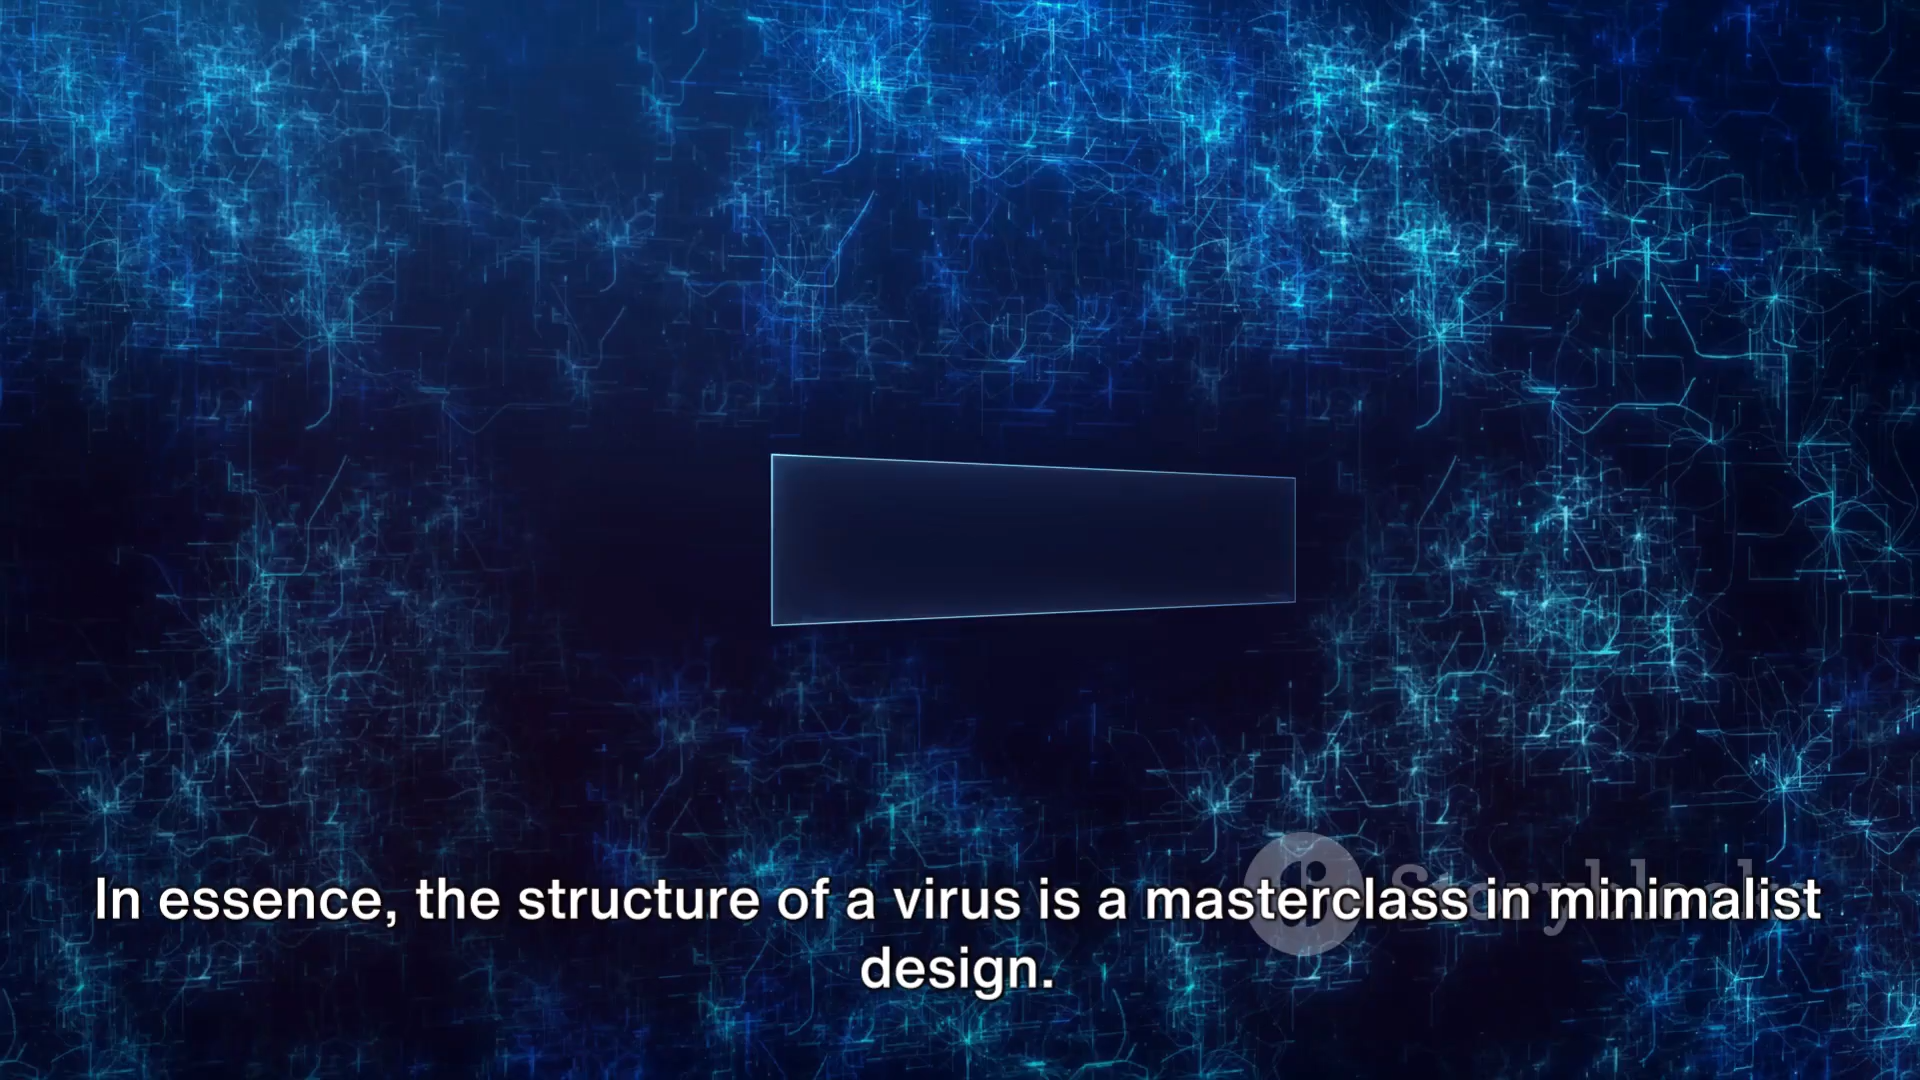 In essence, the structure of a virus is a masterclass in minimalist
design.